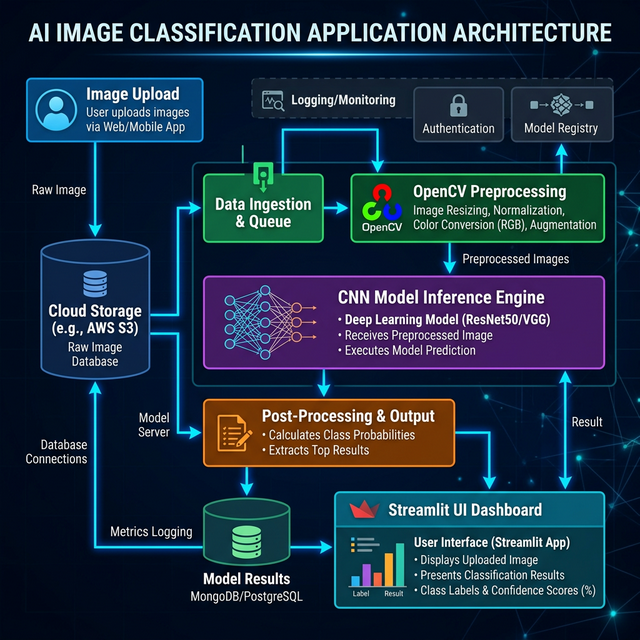 AI IMAGE CLASSIFICATION APPLICATION ARCHITECTURE
Image Upload
User uploads images
via Web/Mobile App
Logging/Monitoring
Authentication
Model Registry
Raw Image
Data Ingestion
& Queue
OpenCV
OpenCV Preprocessing
Image Resizing, Normalization,
Color Conversion (RGB), Augmentation
Preprocessed Images
Cloud Storage
(e.g., AWS S3)
Raw Image
Database
CNN Model Inference Engine
• Deep Learning Model (ResNet50/VGG)
• Receives Preprocessed Image
• Executes Model Prediction
Model
Server
Post-Processing & Output
• Calculates Class Probabilities
• Extracts Top Results
Result
Database
Connections
Metrics Logging
Model Results
MongoDB/PostgreSQL
Streamlit UI Dashboard
Label Result
User Interface (Streamlit App)
• Displays Uploaded Image
• Presents Classification Results
• Class Labels & Confidence Scores (%)